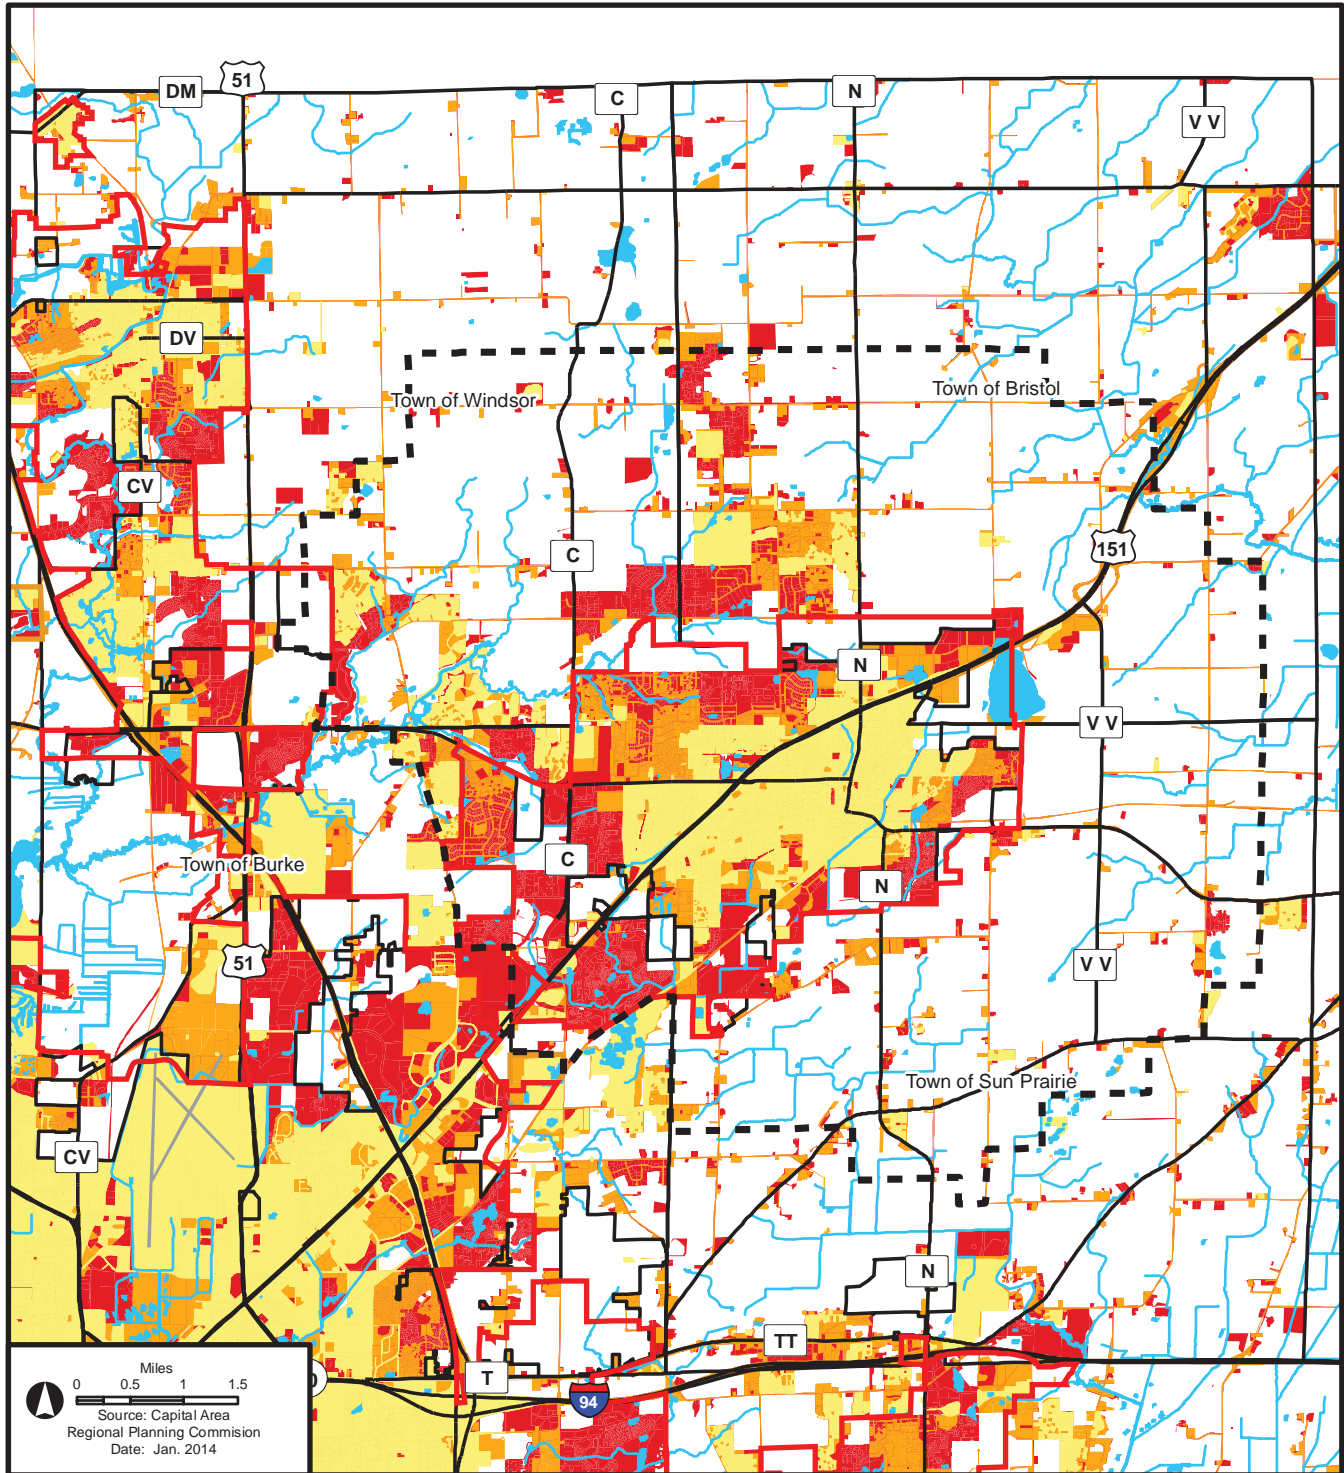 DM
51
C
N
V V
DV
Town of Windsor
Town of Bristol
CV
C
151
N
V V
Town of Burke
C
N
51
V V
Town of Sun Prairie
CV
N
TT
T
94
Miles
0 0.5 1 1.5
Source: Capital Area
Regional Planning Commision
Date: Jan. 2014